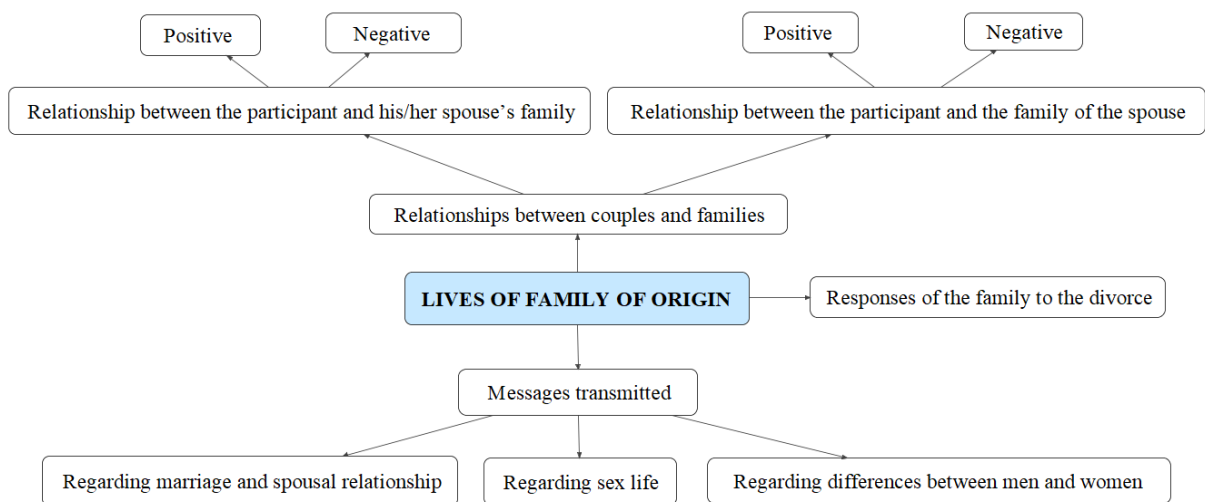 Positive
Negative
Positive
Negative
Relationship between the participant and his/her spouse's family
Relationship between the participant and the family of the spouse
Relationships between couples and families
LIVES OF FAMILY OF ORIGIN
Responses of the family to the divorce
Messages transmitted
Regarding marriage and spousal relationship
Regarding sex life
Regarding differences between men and women